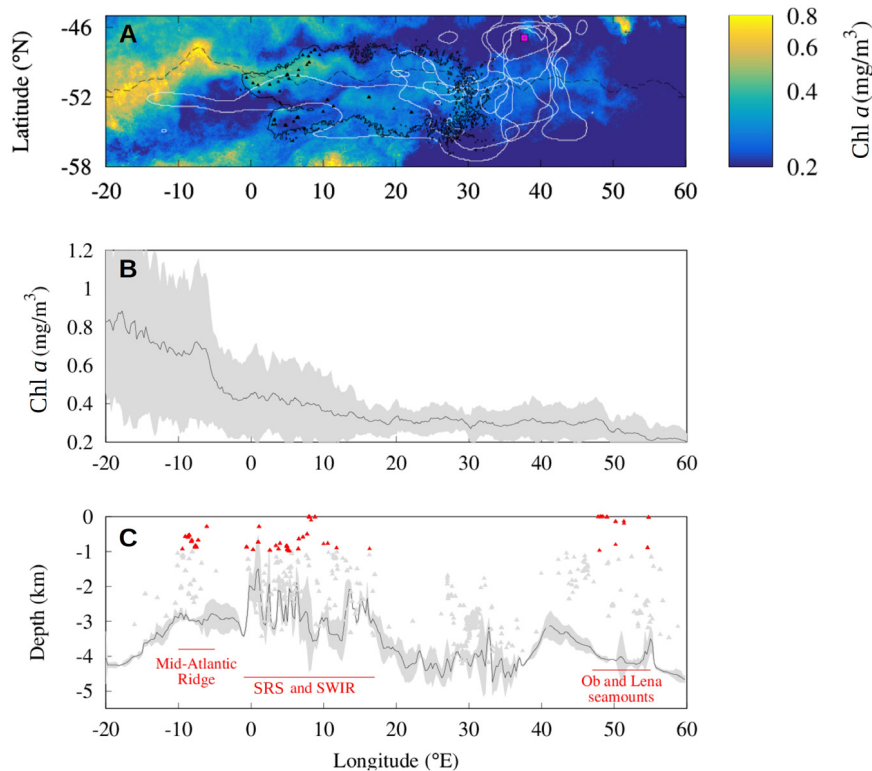 A
-46
-52
-58
Latitude (°N)
-20 -10 0 10 20 30 40 50 60
0.8
0.6
0.4
0.2
Chl a (mg/m³)
B
1.2
1
0.8
0.6
0.4
0.2
Chl a (mg/m³)
-20 -10 0 10 20 30 40 50 60
C
0
-1
-2
-3
-4
-5
Depth (km)
Mid-Atlantic
Ridge
SRS and SWIR
Ob and Lena
seamounts
-20 -10 0 10 20 30 40 50 60
Longitude (°E)